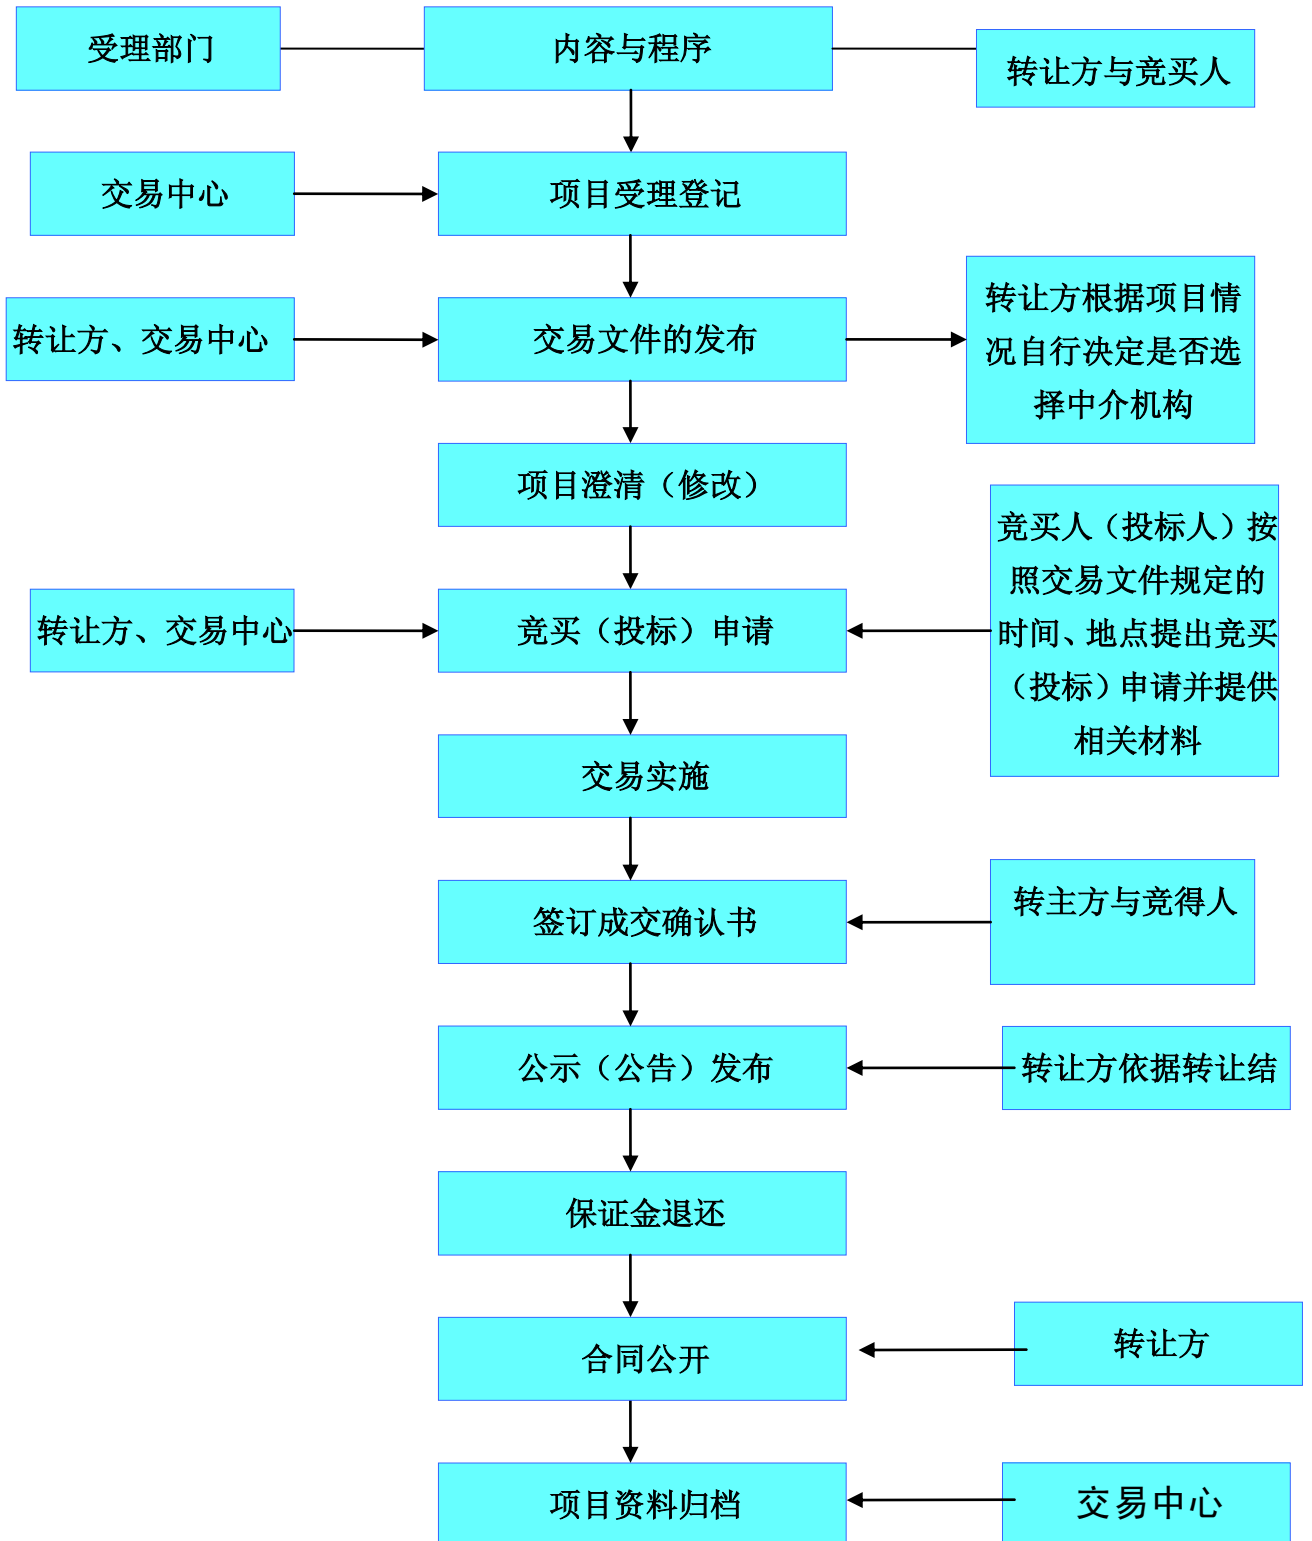 受理部门
内容与程序
转让方与竞买人
交易中心
项目受理登记
转让方、交易中心
交易文件的发布
转让方根据项目情
况自行决定是否选
择中介机构
项目澄清（修改）
转让方、交易中心
竞买（投标）申请
竞买人（投标人）按
照交易文件规定的
时间、地点提出竞买
（投标）申请并提供
相关材料
交易实施
签订成交确认书
转主方与竞得人
公示（公告）发布
转让方依据转让结
保证金退还
合同公开
转让方
项目资料归档
交易中心